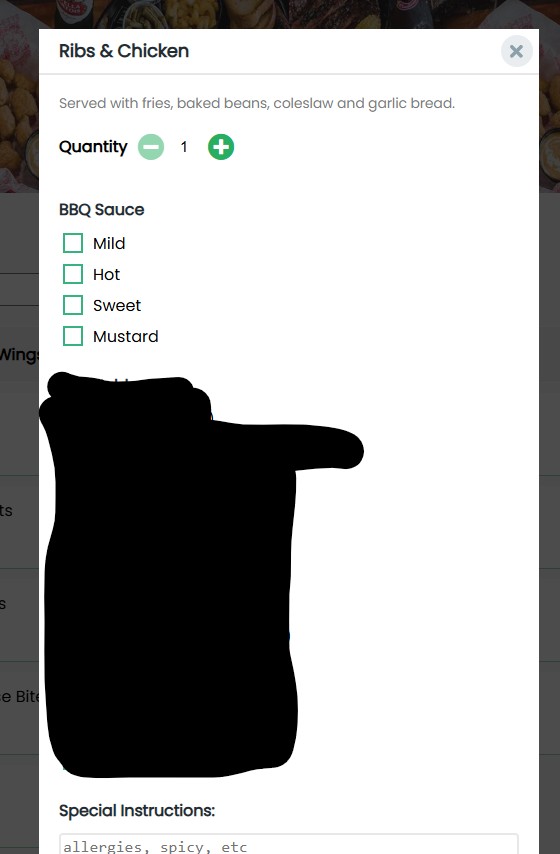 Ribs & Chicken
Served with fries, baked beans, coleslaw and garlic bread.
Quantity 1
BBQ Sauce
Mild
Hot
Sweet
Mustard
Wings
ts
s
se Bite
Special Instructions:
allergies, spicy, etc